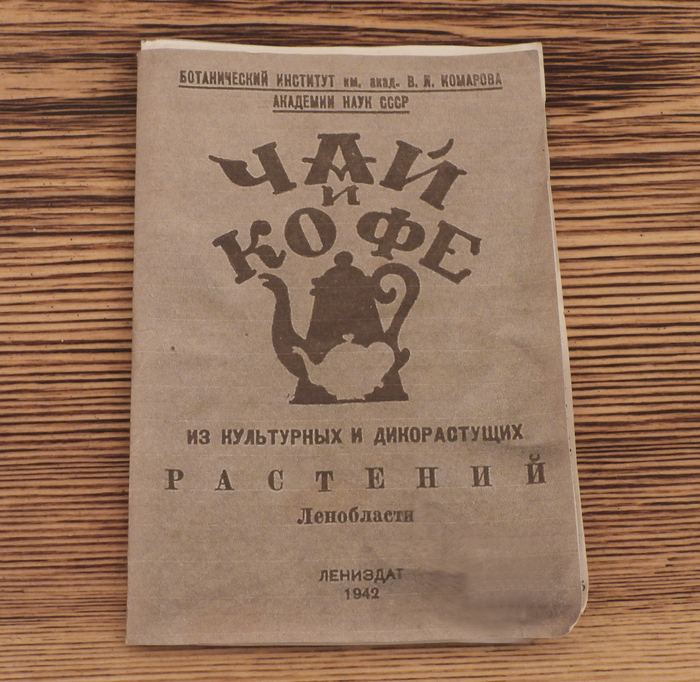 БОТАНИЧЕСКИЙ ИНСТИТУТ им. акад. В. Л. КОМАРОВА
АКАДЕМИИ НАУК СССР
ЧАЙ
И
КОФЕ
ИЗ КУЛЬТУРНЫХ И ДИКОРАСТУЩИХ
РАСТЕНИЙ
Ленобласти
ЛЕНИЗДАТ
1942